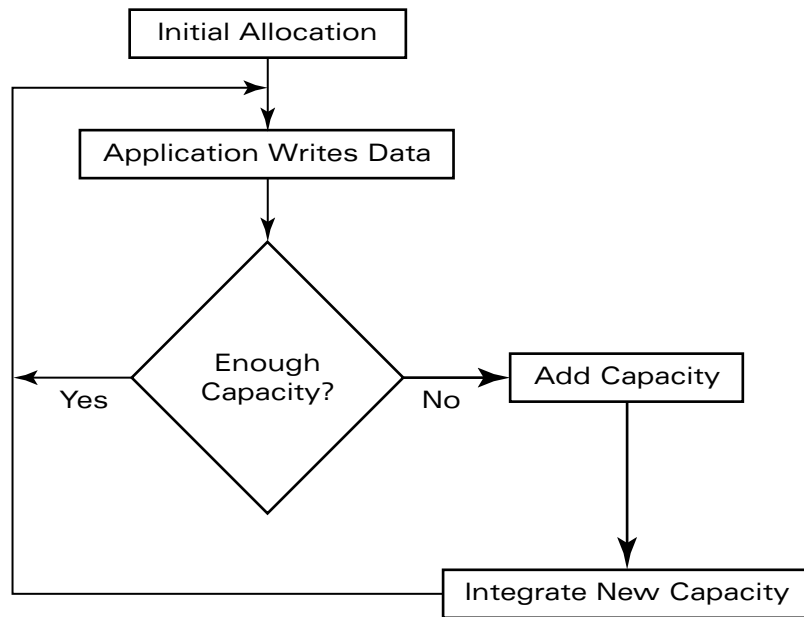 Initial Allocation
Application Writes Data
Enough
Capacity?
Yes
No
Add Capacity
Integrate New Capacity